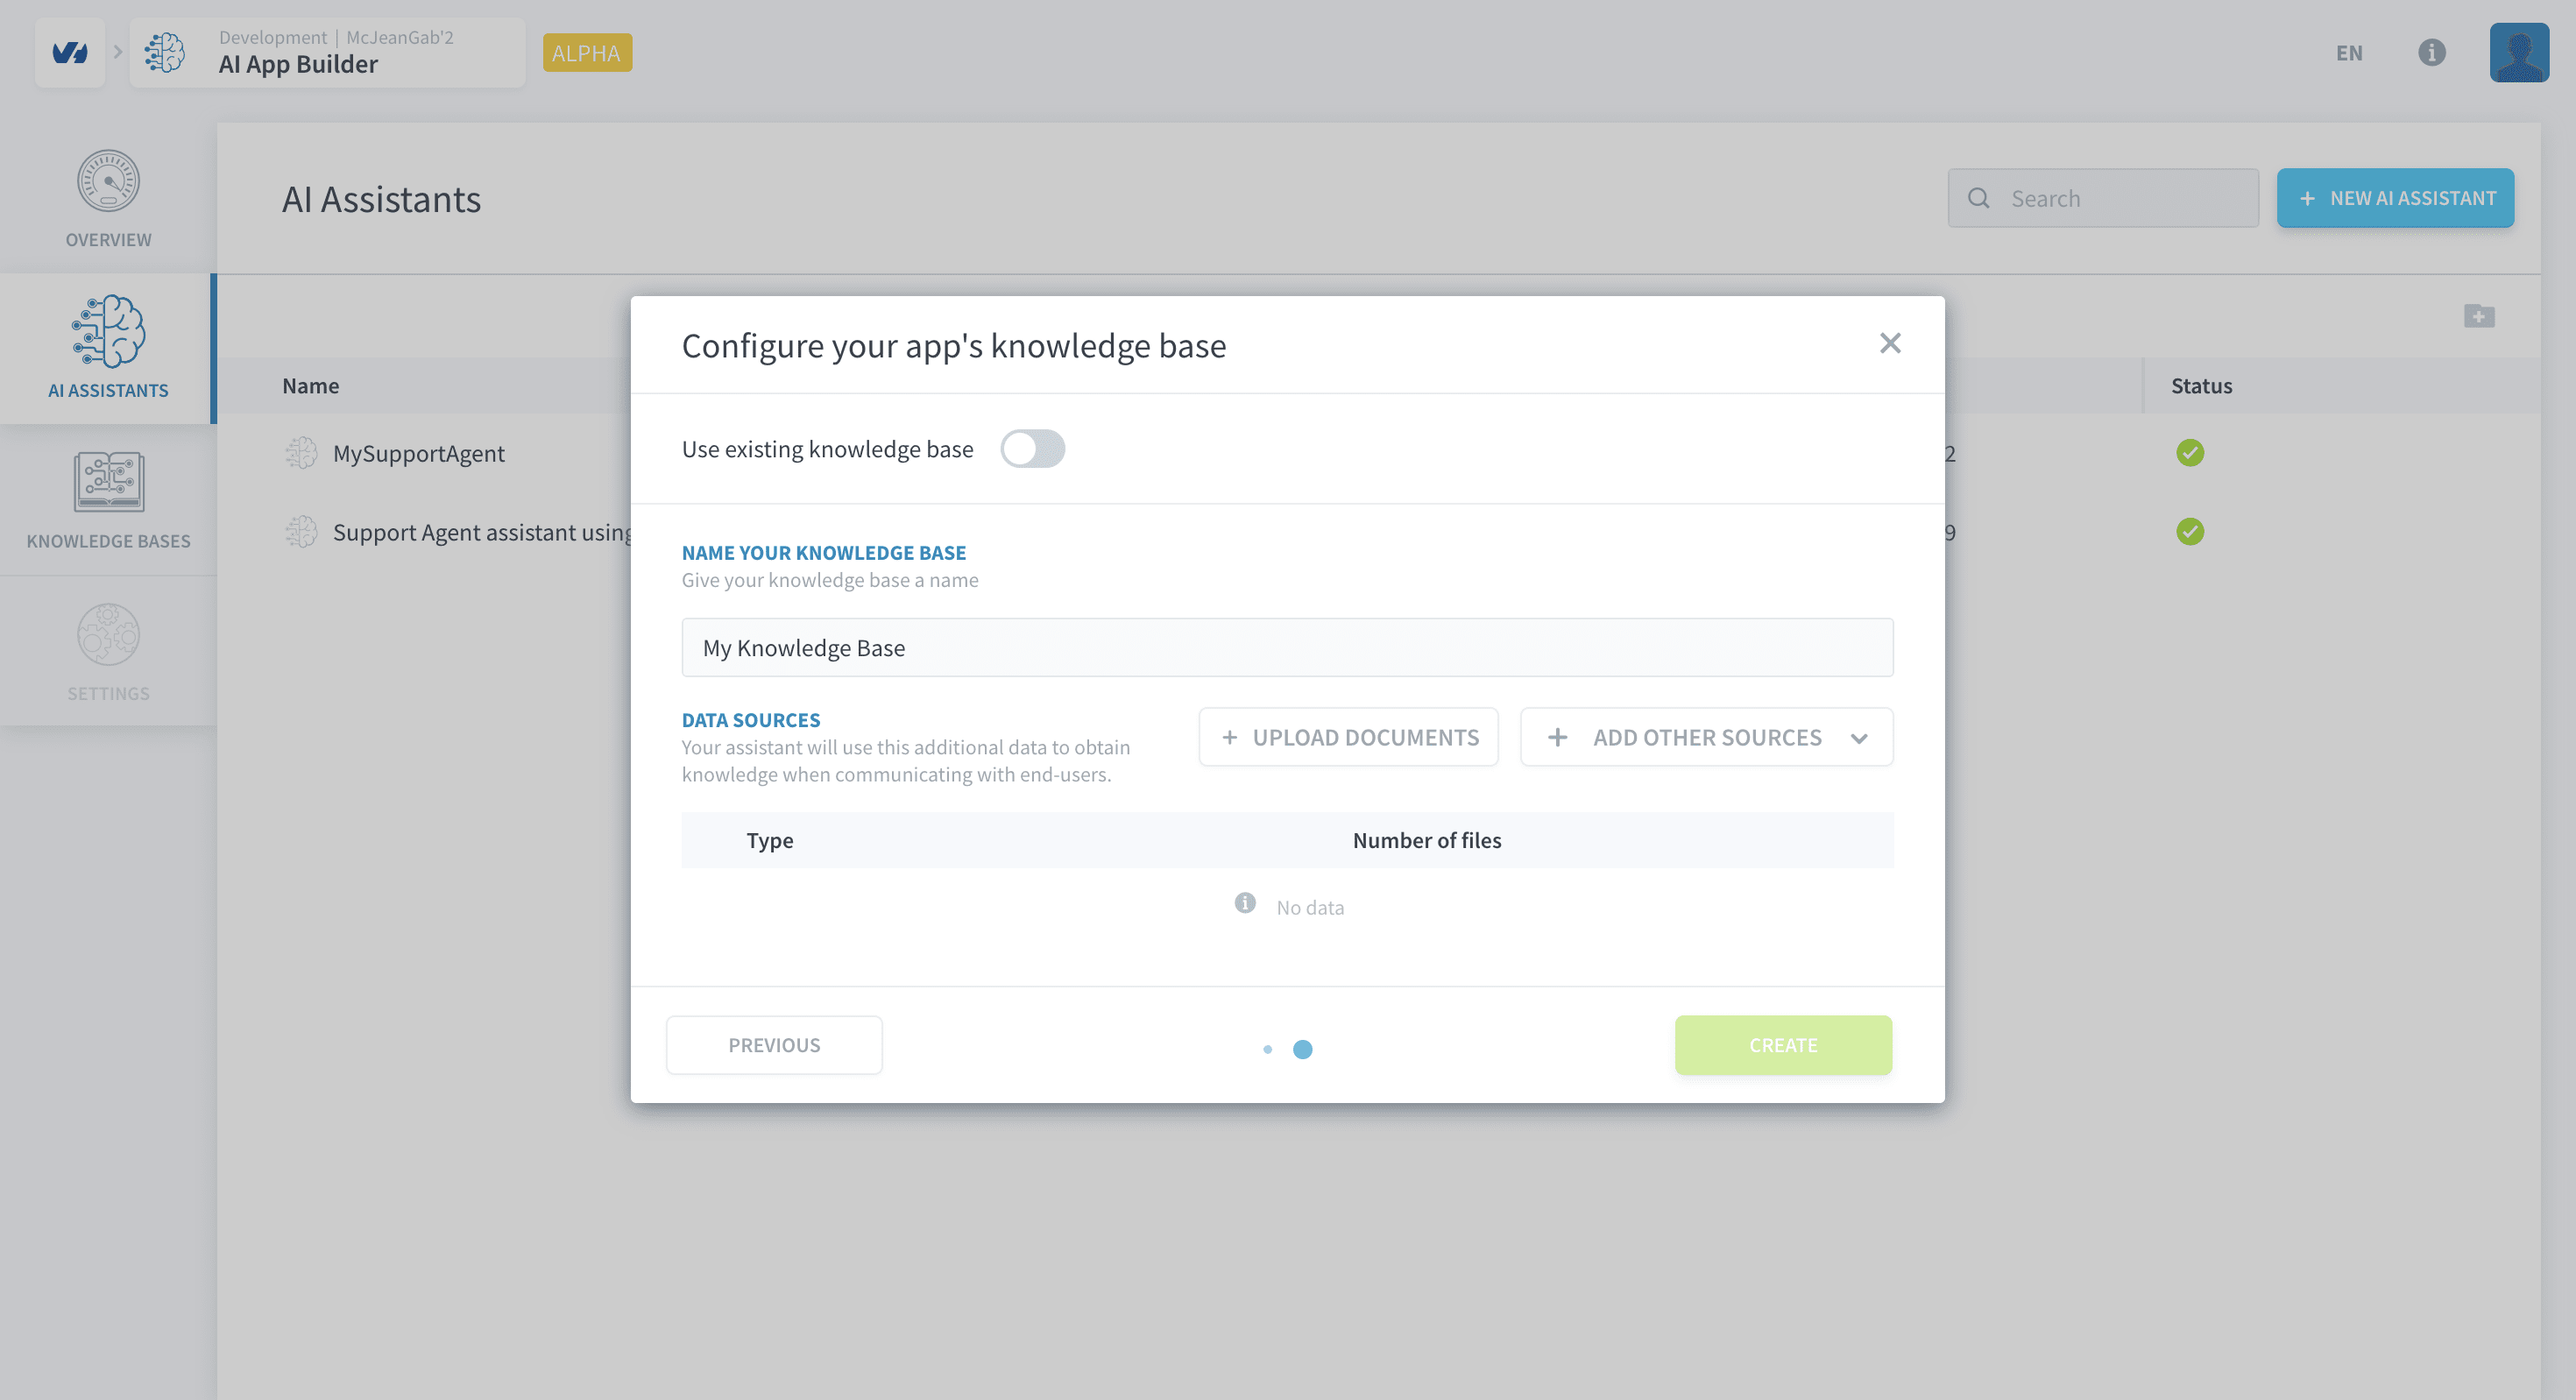 Development | McJeanGab'2
AI App Builder
ALPHA
EN
OVERVIEW
AI ASSISTANTS
KNOWLEDGE BASES
SETTINGS
AI Assistants
Search
+ NEW AI ASSISTANT
Name
Status
MySupportAgent
2
Support Agent assistant using
9
Configure your app's knowledge base
Use existing knowledge base
NAME YOUR KNOWLEDGE BASE
Give your knowledge base a name
My Knowledge Base
DATA SOURCES
Your assistant will use this additional data to obtain
knowledge when communicating with end-users.
+ UPLOAD DOCUMENTS
+ ADD OTHER SOURCES
Type
Number of files
No data
PREVIOUS
CREATE